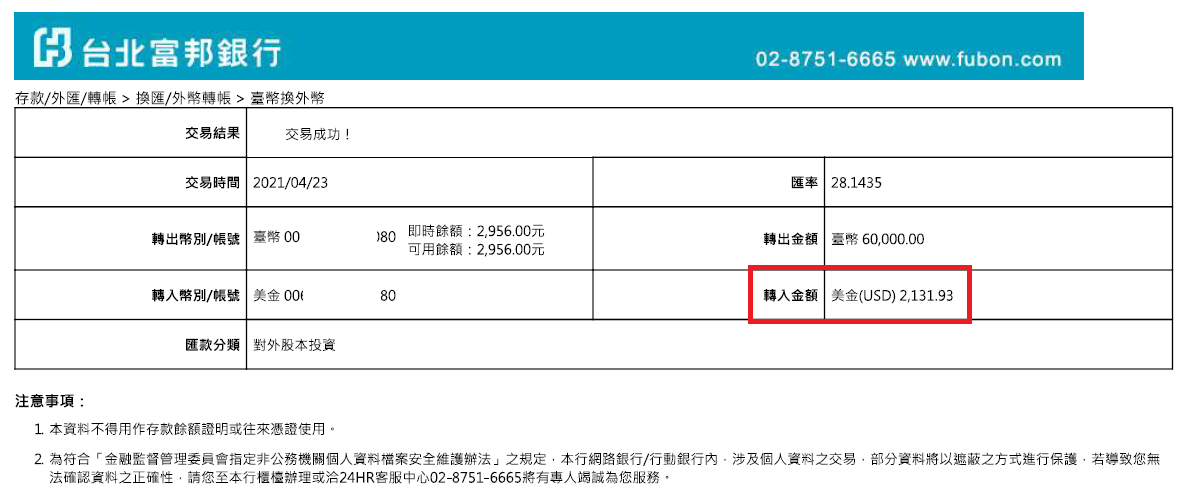 台北富邦銀行
02-8751-6665 www.fubon.com
存款/外匯/轉帳 > 換匯/外幣轉帳 > 臺幣換外幣
交易結果 交易成功！
交易時間 2021/04/23 匯率 28.1435
轉出幣別/帳號 臺幣 00 080 即時餘額：2,956.00元
可用餘額：2,956.00元
轉出金額 臺幣 60,000.00
轉入幣別/帳號 美金 006 80 轉入金額 美金(USD) 2,131.93
匯款分類 對外股本投資
注意事項：
1. 本資料不得用作存款餘額證明或往來憑證使用。
2. 為符合「金融監督管理委員會指定非公務機關個人資料檔案安全維護辦法」之規定，本行網路銀行/行動銀行內，涉及個人資料之交易，部分資料將以遮蔽之方式進行保護，若導致您無
法確認資料之正確性，請您至本行櫃檯辦理或洽24HR客服中心02-8751-6665將有專人竭誠為您服務。